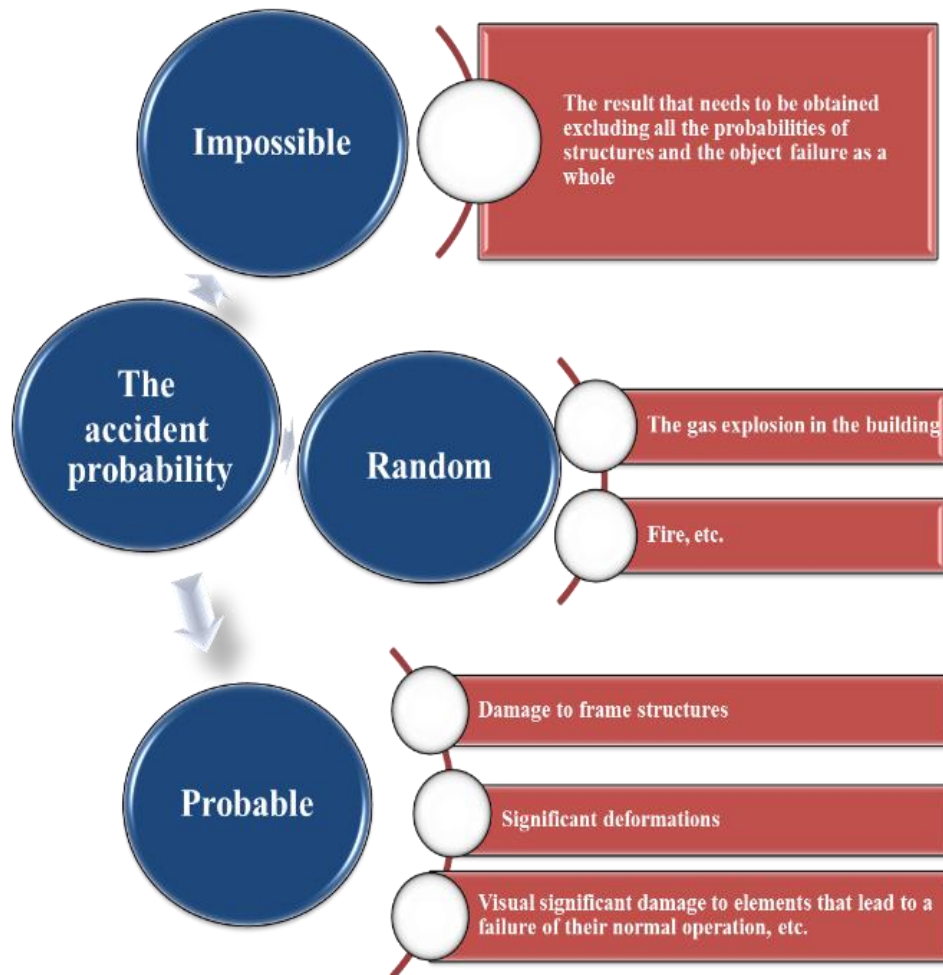 Impossible
The result that needs to be obtained
excluding all the probabilities of
structures and the object failure as a
whole
The
accident
probability
Random
The gas explosion in the building
Fire, etc.
Probable
Damage to frame structures
Significant deformations
Visual significant damage to elements that lead to a
failure of their normal operation, etc.